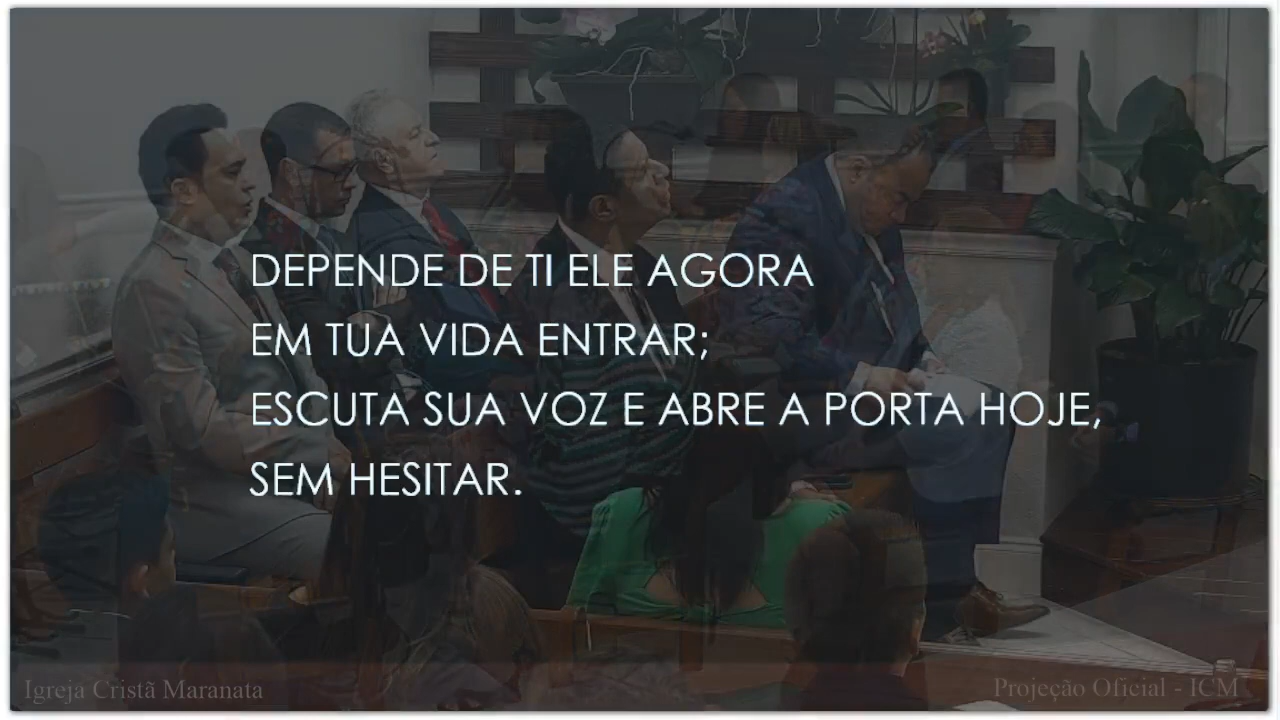 DEPENDE DE TI ELE AGORA
EM TUA VIDA ENTRAR;
ESCUTA SUA VOZ E ABRE A PORTA HOJE,
SEM HESITAR.
Igreja Cristã Maranata
Projeção Oficial - ICM